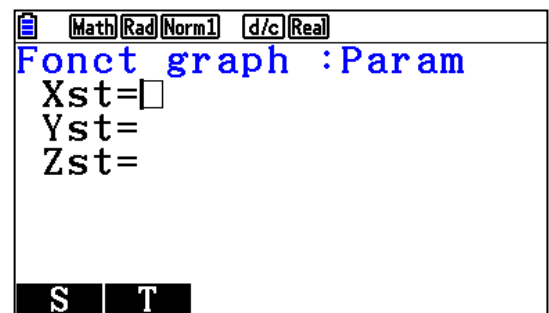 Math Rad Norm1 d/c Real
Fonct graph :Param
Xst=
Yst=
Zst=
S T